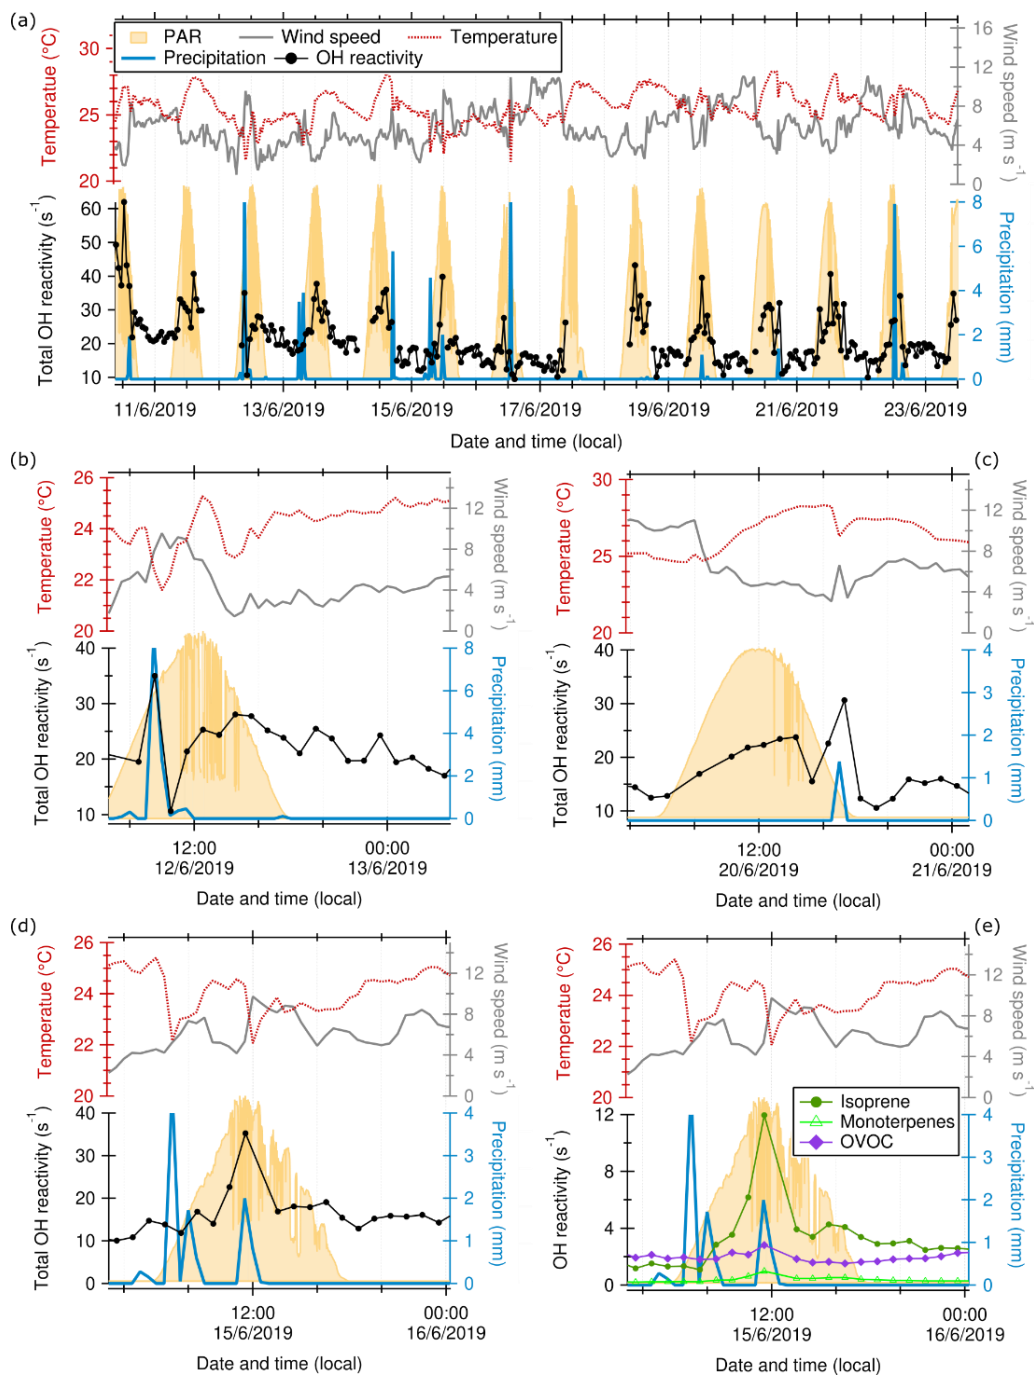 (a)
PAR
Wind speed
Temperature
Precipitation
OH reactivity
Temperatue (°C)
30
25
20
16
12
8
4
0
Wind speed (m s⁻¹)
Total OH reactivity (s⁻¹)
60
50
40
30
20
10
8
6
4
2
0
Precipitation (mm)
11/6/2019 13/6/2019 15/6/2019 17/6/2019 19/6/2019 21/6/2019 23/6/2019
Date and time (local)
(b)
Temperatue (°C)
26
24
22
20
12
8
4
0
Wind speed (m s⁻¹)
Total OH reactivity (s⁻¹)
40
30
20
10
8
6
4
2
0
Precipitation (mm)
12:00 00:00
12/6/2019 13/6/2019
Date and time (local)
(c)
Temperatue (°C)
30
25
20
12
8
4
0
Wind speed (m s⁻¹)
Total OH reactivity (s⁻¹)
40
30
20
10
4
3
2
1
0
Precipitation (mm)
12:00 00:00
20/6/2019 21/6/2019
Date and time (local)
(d)
Temperatue (°C)
26
24
22
20
12
8
4
0
Wind speed (m s⁻¹)
Total OH reactivity (s⁻¹)
40
30
20
10
0
4
3
2
1
0
Precipitation (mm)
12:00 00:00
15/6/2019 16/6/2019
Date and time (local)
(e)
Temperatue (°C)
26
24
22
20
12
8
4
0
Wind speed (m s⁻¹)
Isoprene
Monoterpenes
OVOC
OH reactivity (s⁻¹)
12
8
4
0
4
3
2
1
0
Precipitation (mm)
12:00 00:00
15/6/2019 16/6/2019
Date and time (local)